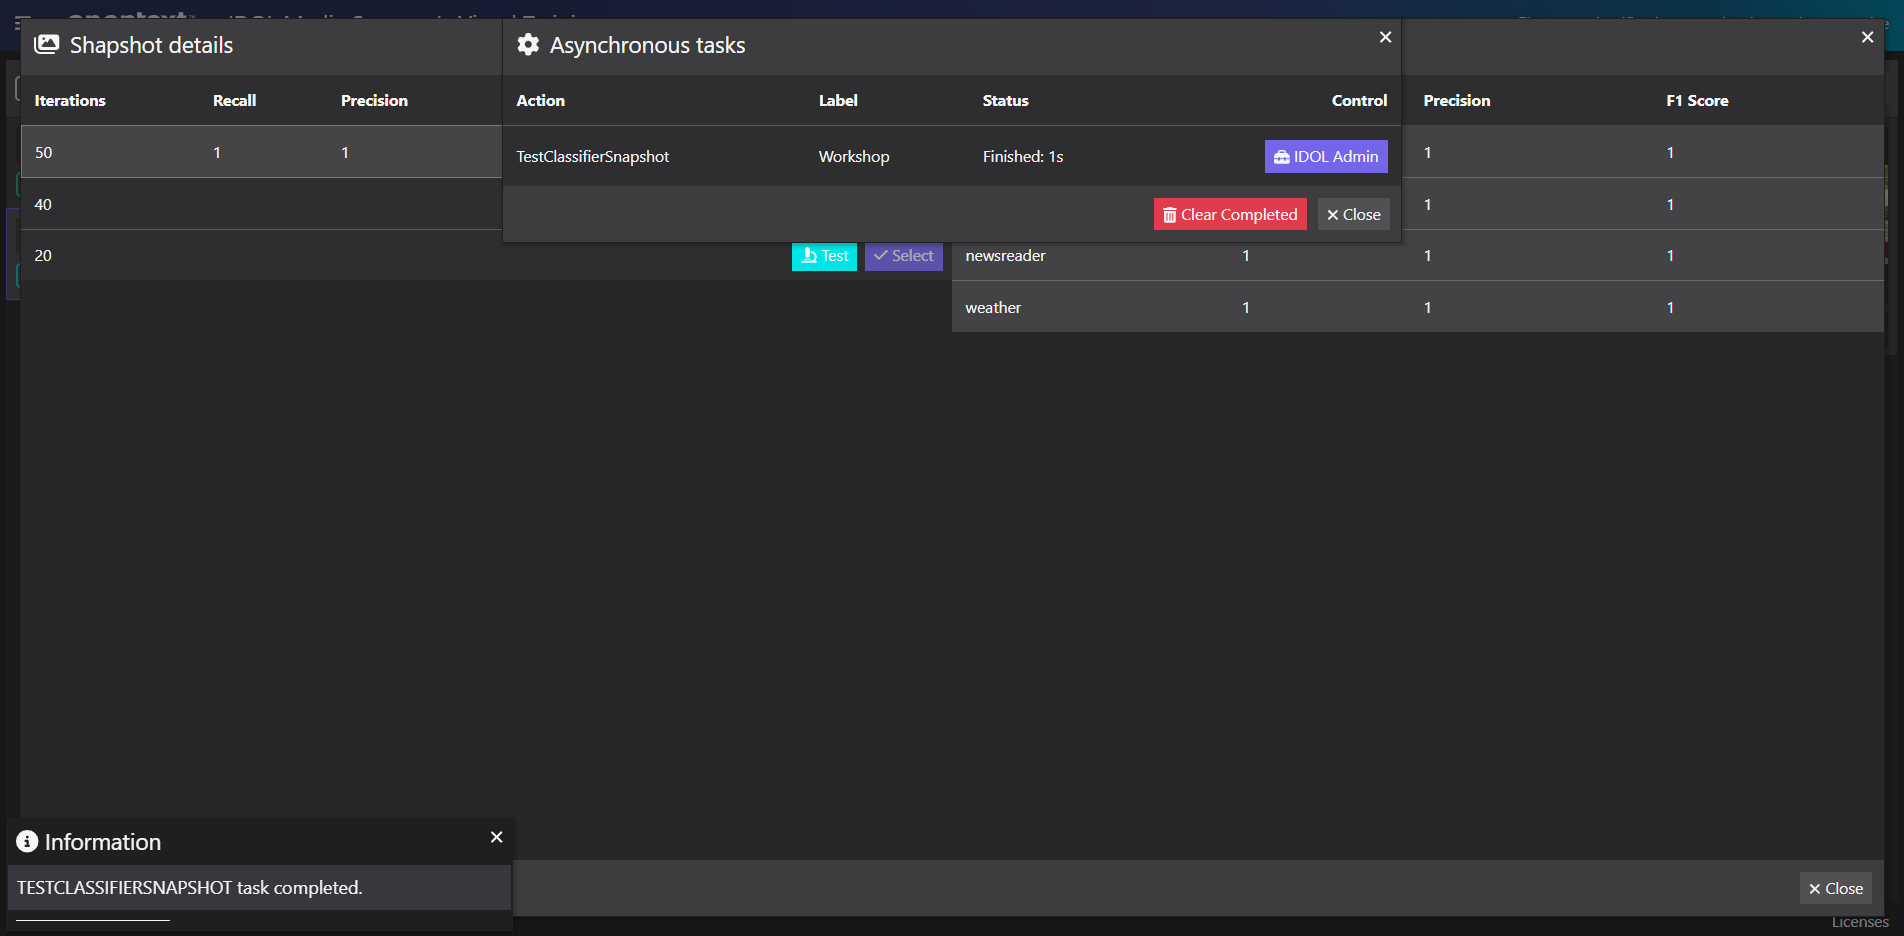 Shapshot details
Asynchronous tasks
Iterations Recall Precision
Action Label Status Control
Precision F1 Score
50 1 1
TestClassifierSnapshot Workshop Finished: 1s IDOL Admin
1 1
40
Clear Completed Close
1 1
20 Test Select newsreader 1 1 1
weather 1 1 1
Information
TESTCLASSIFIERSNAPSHOT task completed.
Close
Licenses